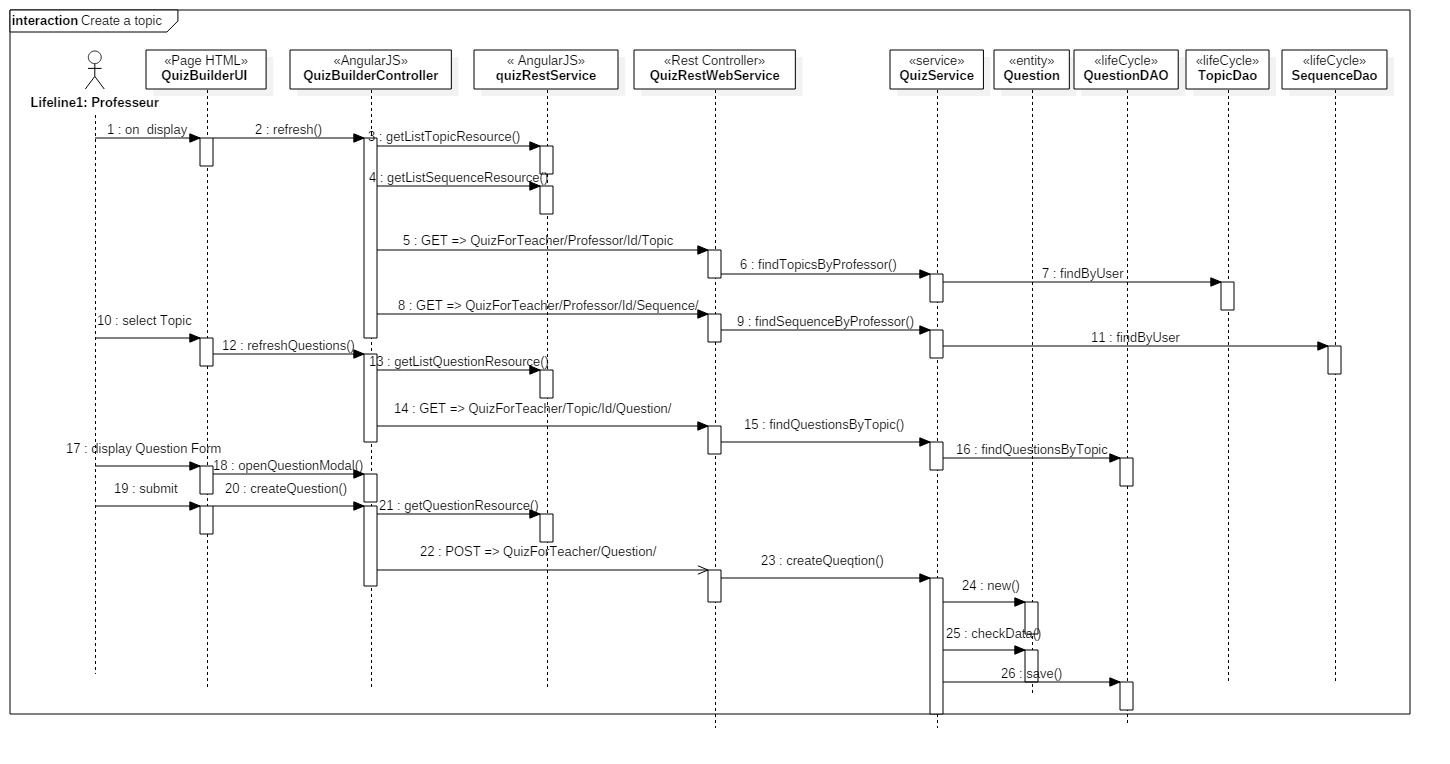 interaction Create a topic
«Page HTML»
QuizBuilderUI
«AngularJS»
QuizBuilderController
« AngularJS»
quizRestService
«Rest Controller»
QuizRestWebService
«service»
QuizService
«entity»
Question
«lifeCycle»
QuestionDAO
«lifeCycle»
TopicDao
«lifeCycle»
SequenceDao
Lifeline1: Professeur
1 : on  display
2 : refresh()
3 : getListTopicResource()
4 : getListSequenceResource()
5 : GET => QuizForTeacher/Professor/Id/Topic
6 : findTopicsByProfessor()
7 : findByUser
8 : GET => QuizForTeacher/Professor/Id/Sequence/
9 : findSequenceByProfessor()
10 : select Topic
11 : findByUser
12 : refreshQuestions()
13 : getListQuestionResource()
14 : GET => QuizForTeacher/Topic/Id/Question/
15 : findQuestionsByTopic()
16 : findQuestionsByTopic
17 : display Question Form
18 : openQuestionModal()
19 : submit
20 : createQuestion()
21 : getQuestionResource()
22 : POST => QuizForTeacher/Question/
23 : createQueqtion()
24 : new()
25 : checkData()
26 : save()